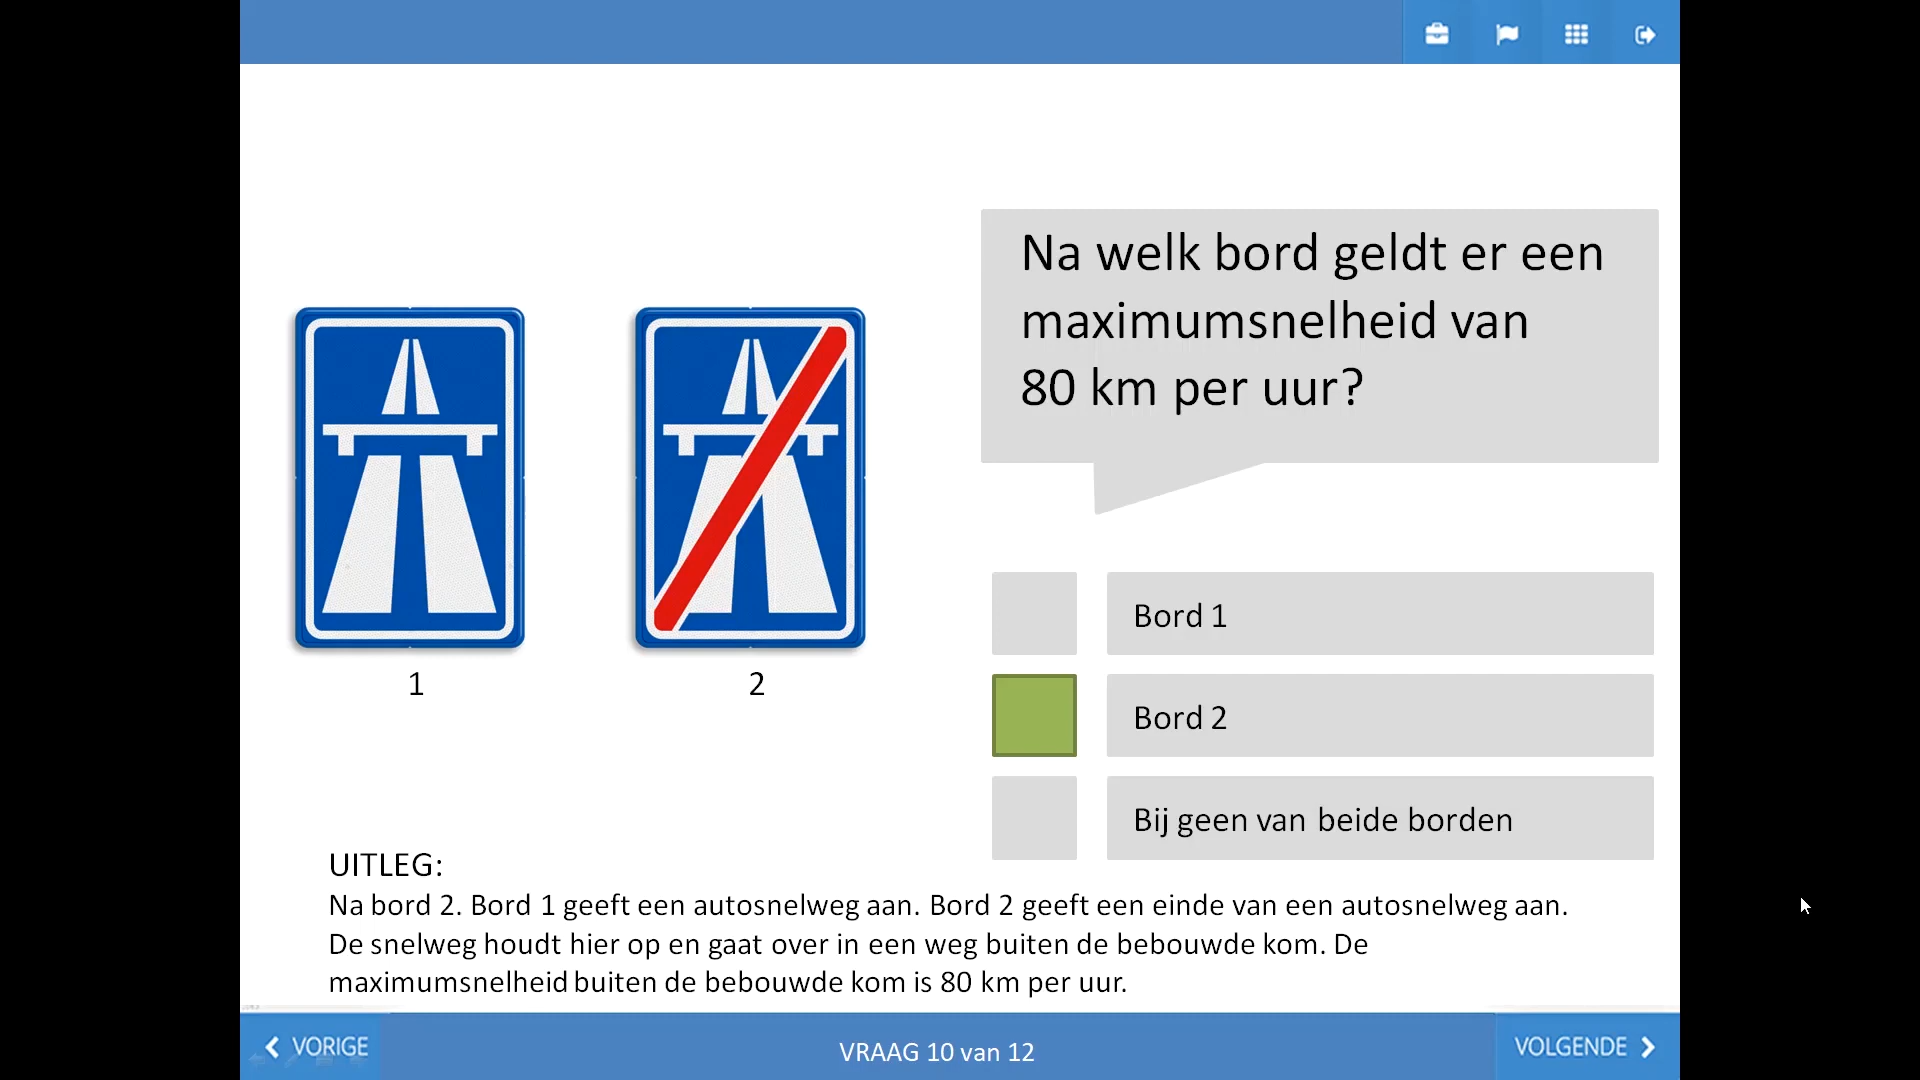 Na welk bord geldt er een
maximumsnelheid van
80 km per uur?
1
2
Bord 1
Bord 2
Bij geen van beide borden
UITLEG:
Na bord 2. Bord 1 geeft een autosnelweg aan. Bord 2 geeft een einde van een autosnelweg aan.
De snelweg houdt hier op en gaat over in een weg buiten de bebouwde kom. De
maximumsnelheid buiten de bebouwde kom is 80 km per uur.
VORIGE
VRAAG 10 van 12
VOLGENDE